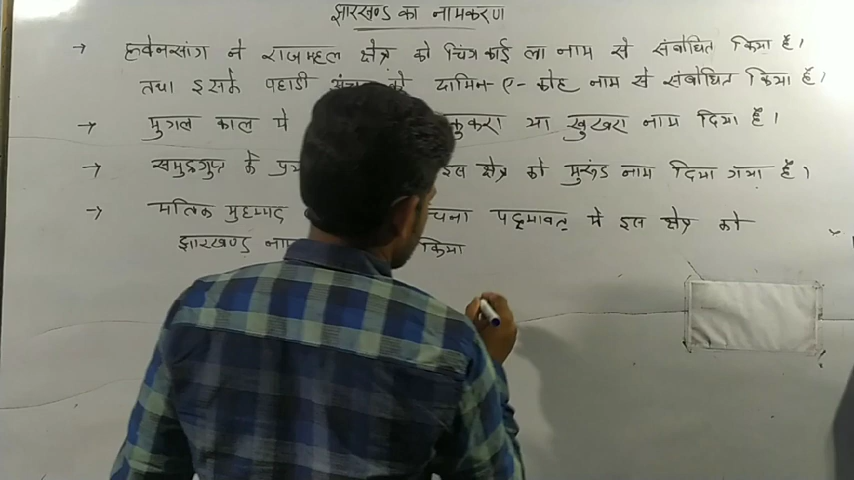 झारखण्ड का नामकरण
→ ह्वेनसांग ने राजमहल क्षेत्र को चिंग काई ला नाम से संबोधित किया है।
तथा इसके पहाडी को दामिन-ए-कोह नाम से संबोधित किया है।
→ मुगल काल मे कुकरा या खुखरा नाम दिया है।
→ समुद्रगुप्त के इस क्षेत्र को मुरुंड नाम दिया गया है।
→ मलिक मुहम्मद पद्मावत् मे इस क्षेत्र को
झारखण्ड किया